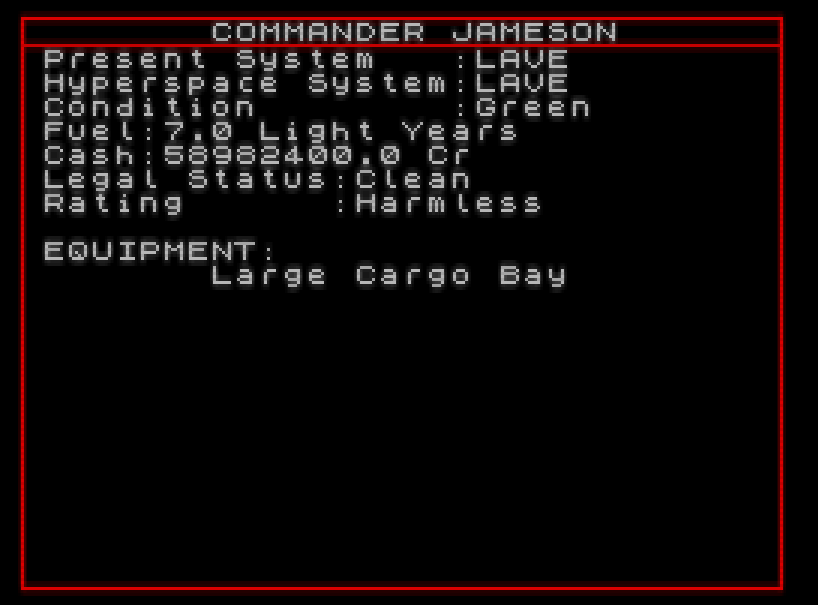 COMMANDER JAMESON
Present System :LAVE
Hyperspace System:LAVE
Condition :Green
Fuel:7.0 Light Years
Cash:58982400.0 Cr
Legal Status:Clean
Rating :Harmless
EQUIPMENT:
Large Cargo Bay